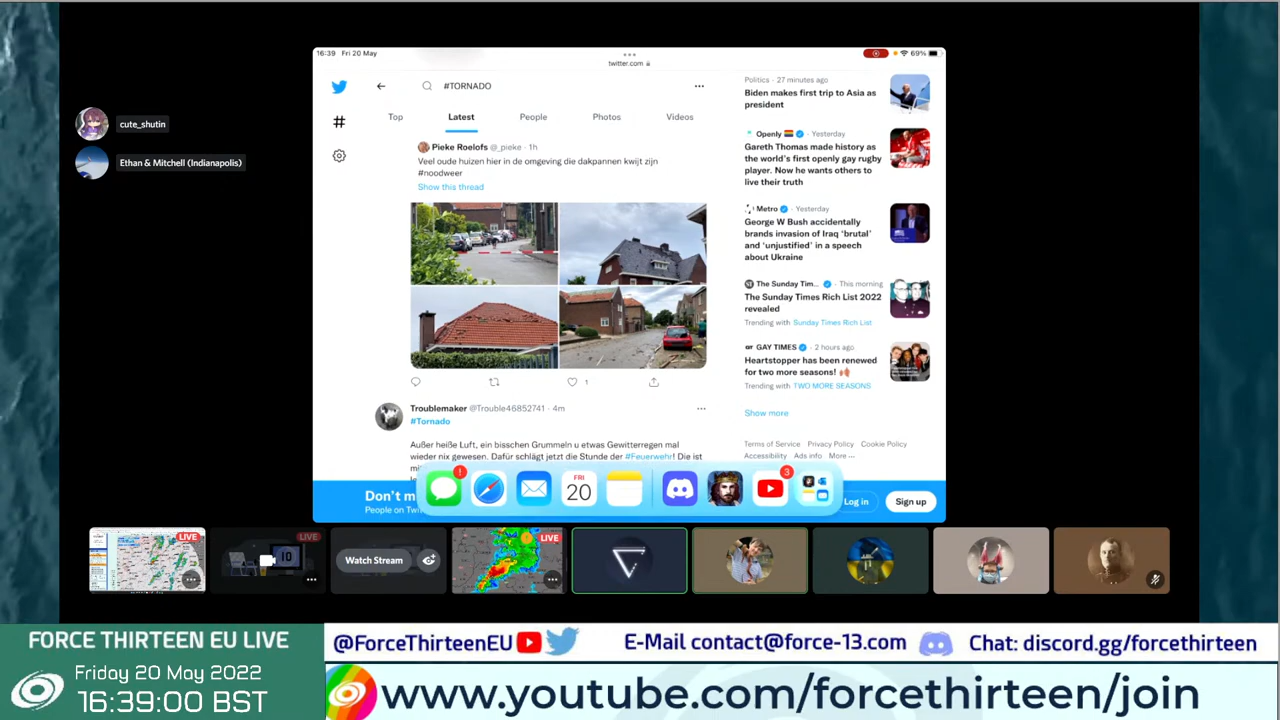 16:39 Fri 20 May
twitter.com
69%
#TORNADO
Top
Latest
People
Photos
Videos
Pieke Roelofs @_pieke · 1h
Veel oude huizen hier in de omgeving die dakpannen kwijt zijn
#noodweer
Show this thread
1
Troublemaker @Trouble46852741 · 4m
#Tornado
Außer heiße Luft, ein bisschen Grummeln u etwas Gewitterregen mal
wieder nix gewesen. Dafür schlägt jetzt die Stunde der #Feuerwehr! Die ist
Politics · 27 minutes ago
Biden makes first trip to Asia as
president
Openly · Yesterday
Gareth Thomas made history as
the world's first openly gay rugby
player. Now he wants others to
live their truth
Metro · Yesterday
George W Bush accidentally
brands invasion of Iraq 'brutal'
and 'unjustified' in a speech
about Ukraine
The Sunday Tim... · This morning
The Sunday Times Rich List 2022
revealed
Trending with Sunday Times Rich List
GAY TIMES · 2 hours ago
Heartstopper has been renewed
for two more seasons!
Trending with TWO MORE SEASONS
Show more
Terms of Service Privacy Policy Cookie Policy
Accessibility Ads info More ...
Don't m
People on Twi
Log in
Sign up
!
FRI
20
3
cute_shutin
Ethan & Mitchell (Indianapolis)
LIVE
LIVE
Watch Stream
LIVE
FORCE THIRTEEN EU LIVE
Friday 20 May 2022
16:39:00 BST
@ForceThirteenEU
E-Mail contact@force-13.com
Chat: discord.gg/forcethirteen
www.youtube.com/forcethirteen/join